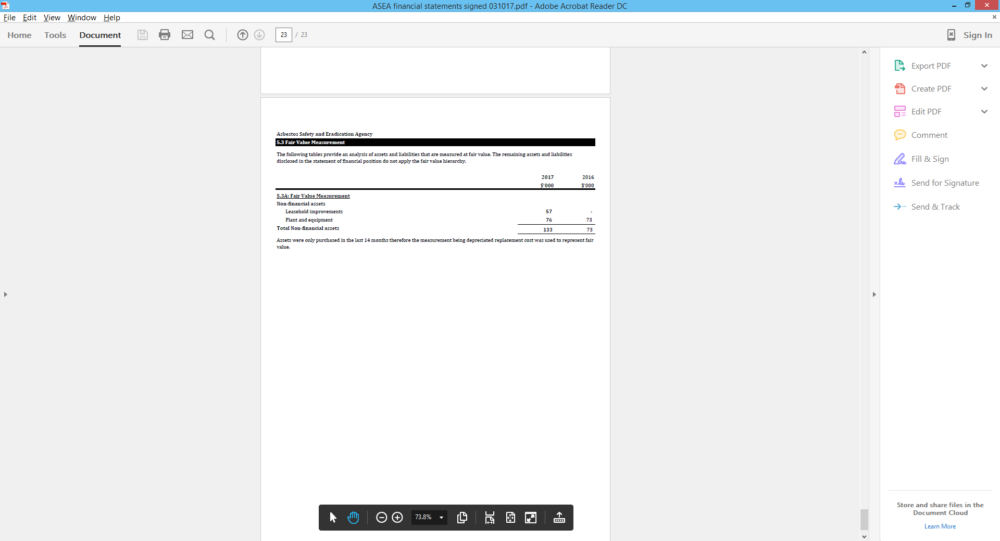 ASEA financial statements signed 031017.pdf - Adobe Acrobat Reader DC
File Edit View Window Help
Home Tools Document 23 / 23 Sign In
Asbestos Safety and Eradication Agency
5.3 Fair Value Measurement
The following tables provide an analysis of assets and liabilities that are measured at fair value. The remaining assets and liabilities
disclosed in the statement of financial position do not apply the fair value hierarchy.
2017 2016
$'000 $'000
5.3A: Fair Value Measurement
Non-financial assets
Leasehold improvements 57 -
Plant and equipment 76 73
Total Non-financial assets 133 73
Assets were only purchased in the last 14 months therefore the measurement being depreciated replacement cost was used to represent fair
value.
73.8%
Export PDF
Create PDF
Edit PDF
Comment
Fill & Sign
Send for Signature
Send & Track
Store and share files in the
Document Cloud
Learn More